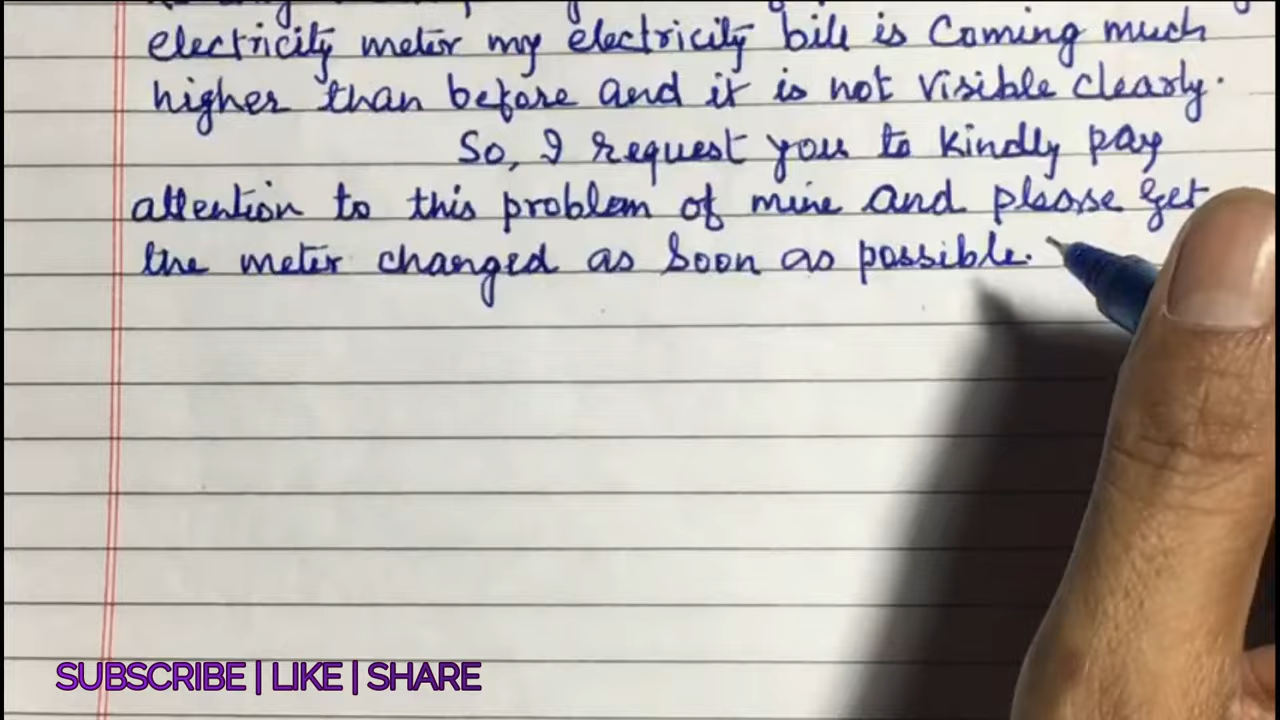 electricity meter my electricity bill is Coming much
higher than before and it is not visible clearly.
So, I request you to kindly pay
attention to this problem of mine and please get
the meter changed as soon as possible.
SUBSCRIBE | LIKE | SHARE